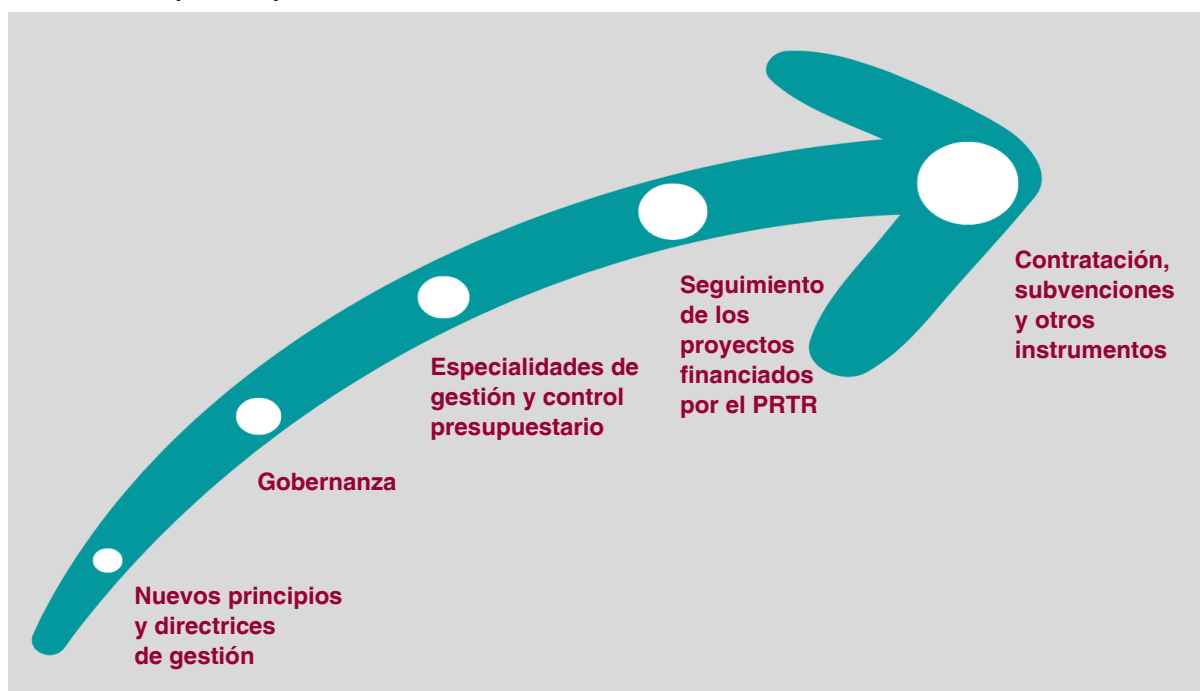 Nuevos principios
y directrices
de gestión
Gobernanza
Especialidades de
gestión y control
presupuestario
Seguimiento
de los
proyectos
financiados
por el PRTR
Contratación,
subvenciones
y otros
instrumentos